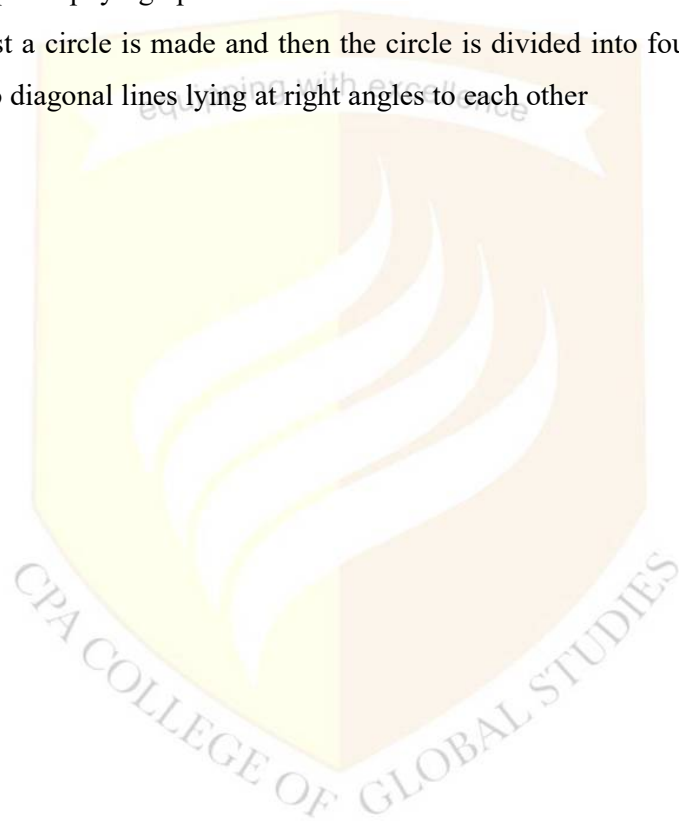 st a circle is made and then the circle is divided into fou
diagonal lines lying at right angles to each other
equipping with excellence
CPA COLLEGE OF GLOBAL STUDIES